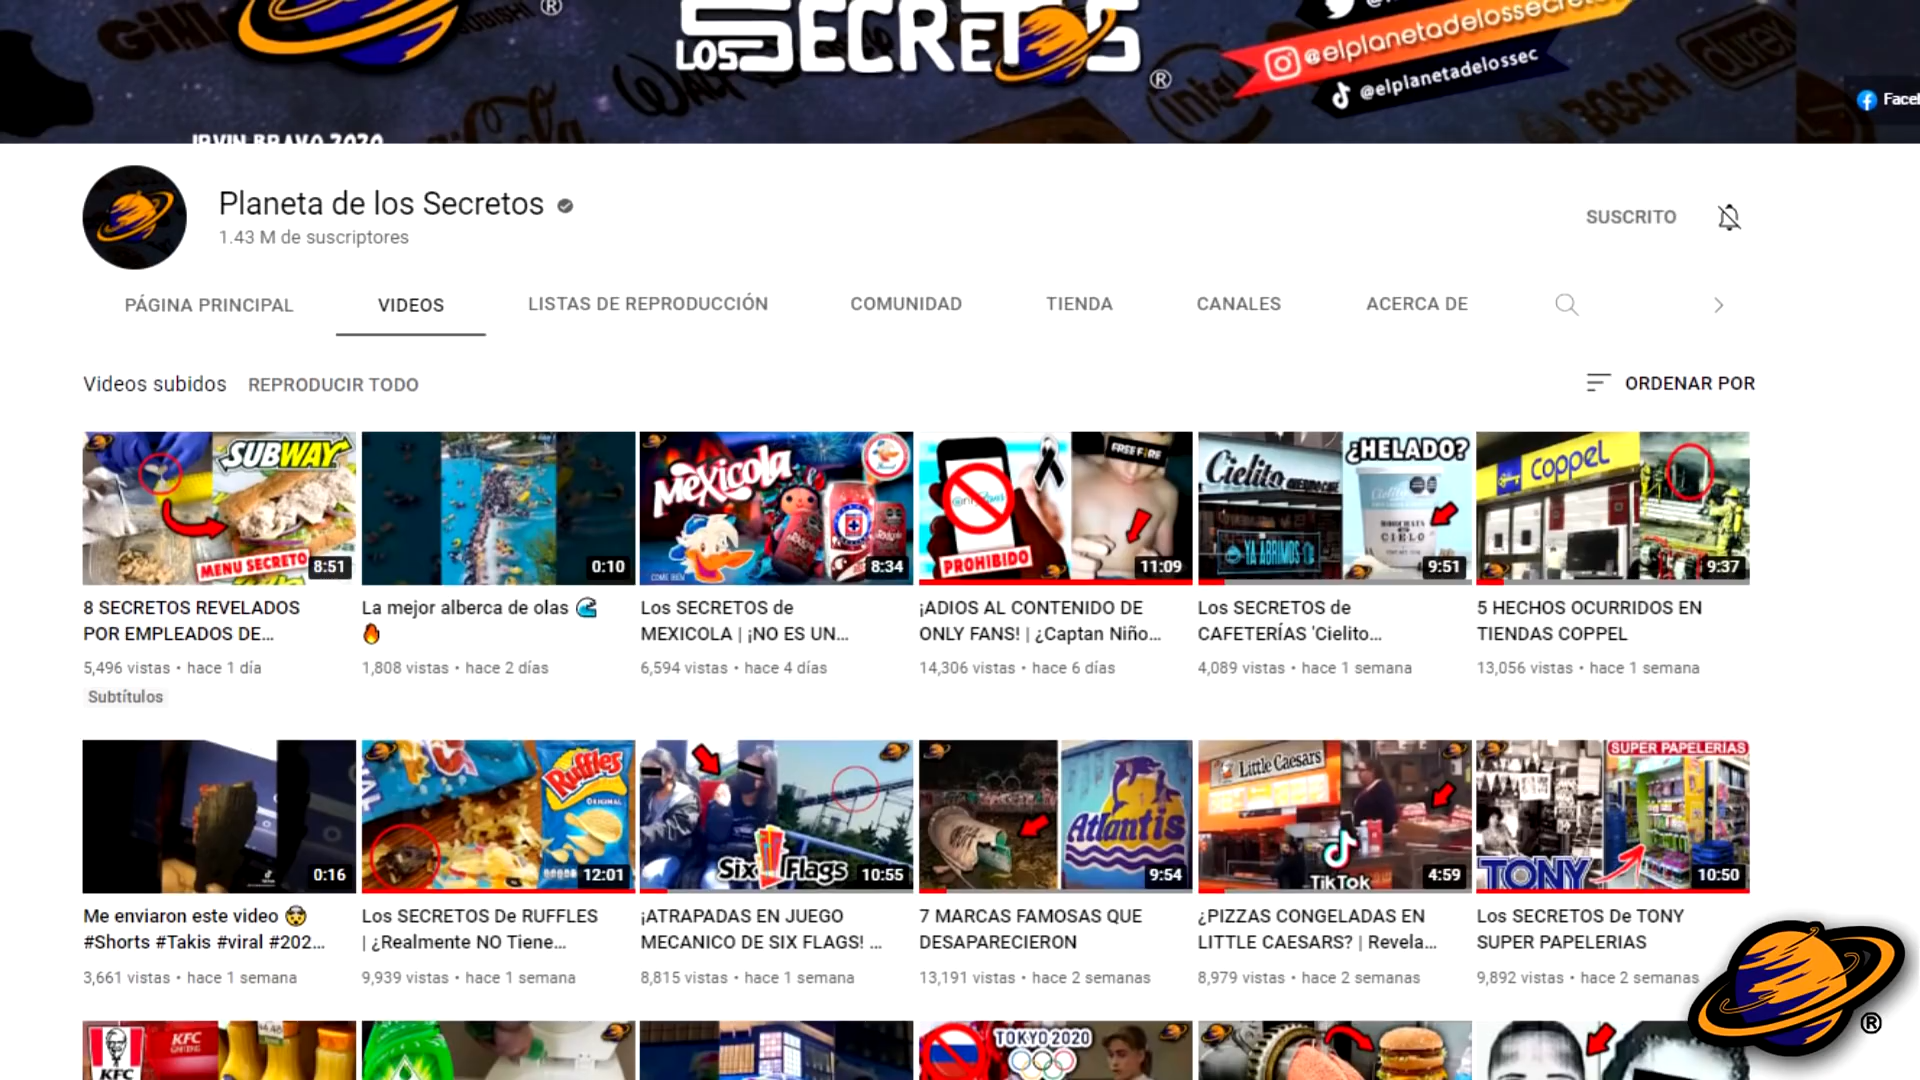 LOS SECRETOS ®
@elplanetadelossecretos
@elplanetadelossec
IRVIN BRAVO 2020
Planeta de los Secretos
1.43 M de suscriptores
SUSCRITO
PÁGINA PRINCIPAL
VIDEOS
LISTAS DE REPRODUCCIÓN
COMUNIDAD
TIENDA
CANALES
ACERCA DE
Videos subidos
REPRODUCIR TODO
ORDENAR POR
SUBWAY
MENU SECRETO
8:51
0:10
Mexicola
8:34
PROHIBIDO
FREE FIRE
11:09
Cielito
¿HELADO?
YA ABRIMOS
9:51
Coppel
9:37
8 SECRETOS REVELADOS
POR EMPLEADOS DE...
5,496 vistas • hace 1 día
Subtítulos
La mejor alberca de olas
1,808 vistas • hace 2 días
Los SECRETOS de
MEXICOLA | ¡NO ES UN...
6,594 vistas • hace 4 días
¡ADIOS AL CONTENIDO DE
ONLY FANS! | ¿Captan Niño...
14,306 vistas • hace 6 días
Los SECRETOS de
CAFETERÍAS 'Cielito...
4,089 vistas • hace 1 semana
5 HECHOS OCURRIDOS EN
TIENDAS COPPEL
13,056 vistas • hace 1 semana
0:16
Ruffles
ORIGINAL
12:01
Six Flags
10:55
Atlantis
9:54
Little Caesars
TikTok
4:59
SUPER PAPELERIAS
TONY
10:50
Me enviaron este video
#Shorts #Takis #viral #202...
3,661 vistas • hace 1 semana
Los SECRETOS De RUFFLES
| ¿Realmente NO Tiene...
9,939 vistas • hace 1 semana
¡ATRAPADAS EN JUEGO
MECANICO DE SIX FLAGS! ...
8,815 vistas • hace 1 semana
7 MARCAS FAMOSAS QUE
DESAPARECIERON
13,191 vistas • hace 2 semanas
¿PIZZAS CONGELADAS EN
LITTLE CAESARS? | Revela...
8,979 vistas • hace 2 semanas
Los SECRETOS De TONY
SUPER PAPELERIAS
9,892 vistas • hace 2 semanas
KFC
KFC
TOKYO 2020
®